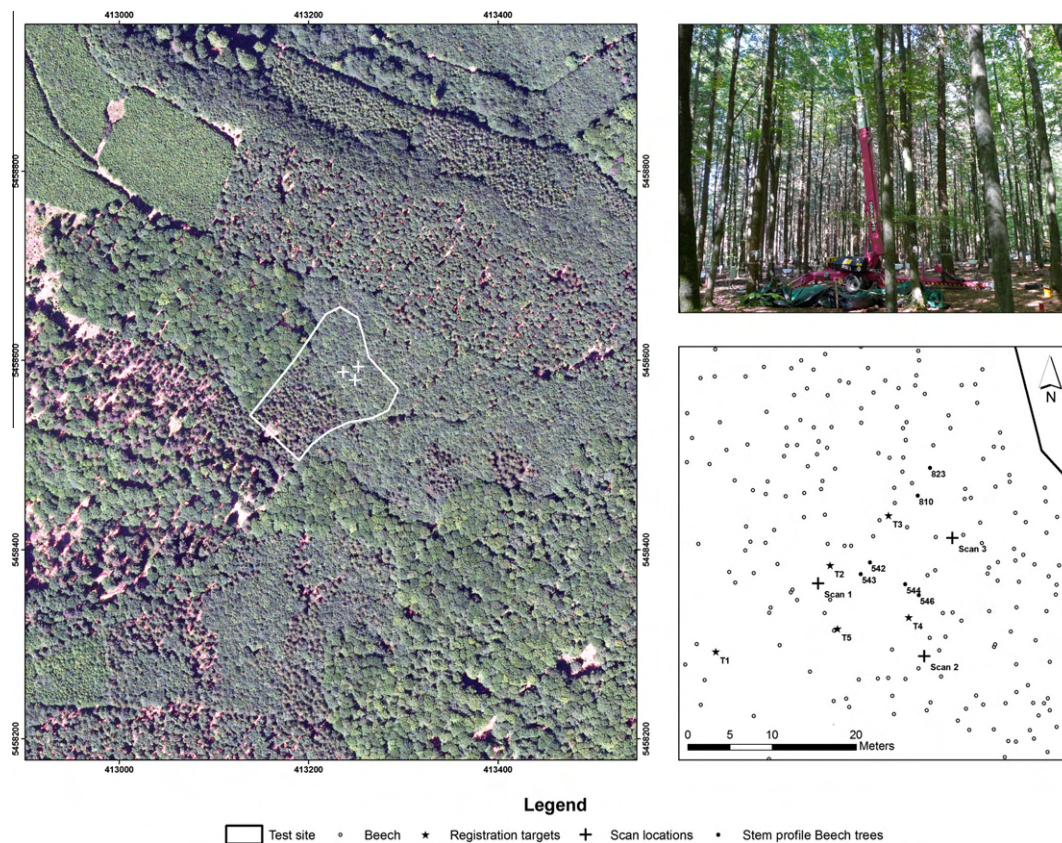 413000 413200 413400
5458800 5458800
5458600 5458600
5458400 5458400
5458200 5458200
413000 413200 413400
N
823
810
T3
Scan 3
542
T2
543
544
Scan 1
546
T4
T5
T1
Scan 2
0 5 10 20
Meters
Legend
Test site Beech Registration targets Scan locations Stem profile Beech trees